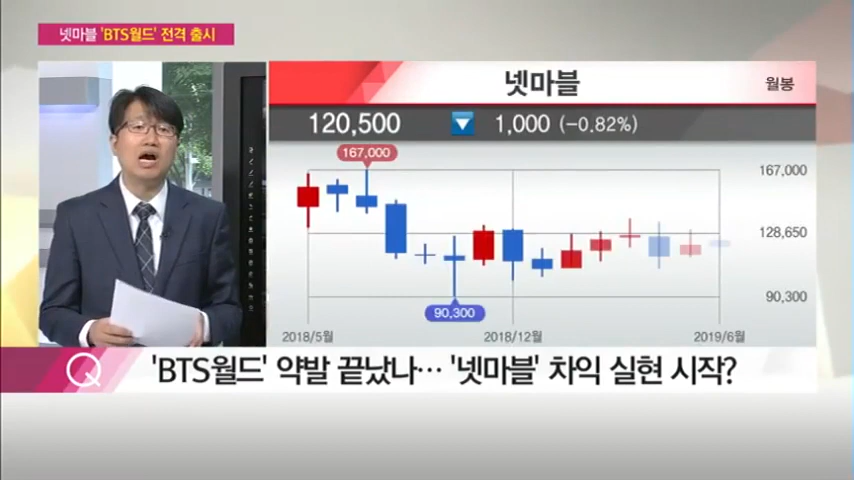 넷마블 'BTS월드' 전격 출시
넷마블
월봉
120,500 ▼ 1,000 (-0.82%)
167,000
167,000
128,650
90,300
90,300
2018/5월 2018/12월 2019/6월
Q
'BTS월드' 약발 끝났나… '넷마블' 차익 실현 시작?